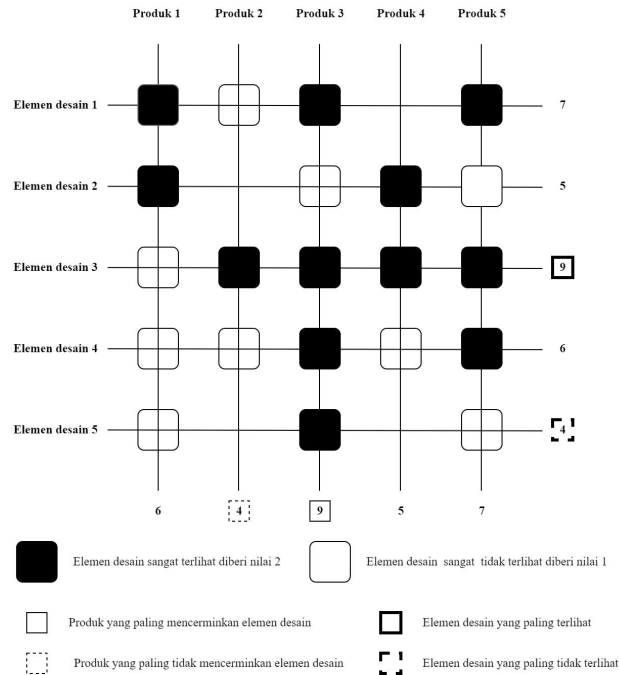 Produk 1 Produk 2 Produk 3 Produk 4 Produk 5
Elemen desain 1 7
Elemen desain 2 5
Elemen desain 3 9
Elemen desain 4 6
Elemen desain 5 4
6 4 9 5 7
Elemen desain sangat terlihat diberi nilai 2
Elemen desain sangat tidak terlihat diberi nilai 1
Produk yang paling mencerminkan elemen desain
Elemen desain yang paling terlihat
Produk yang paling tidak mencerminkan elemen desain
Elemen desain yang paling tidak terlihat